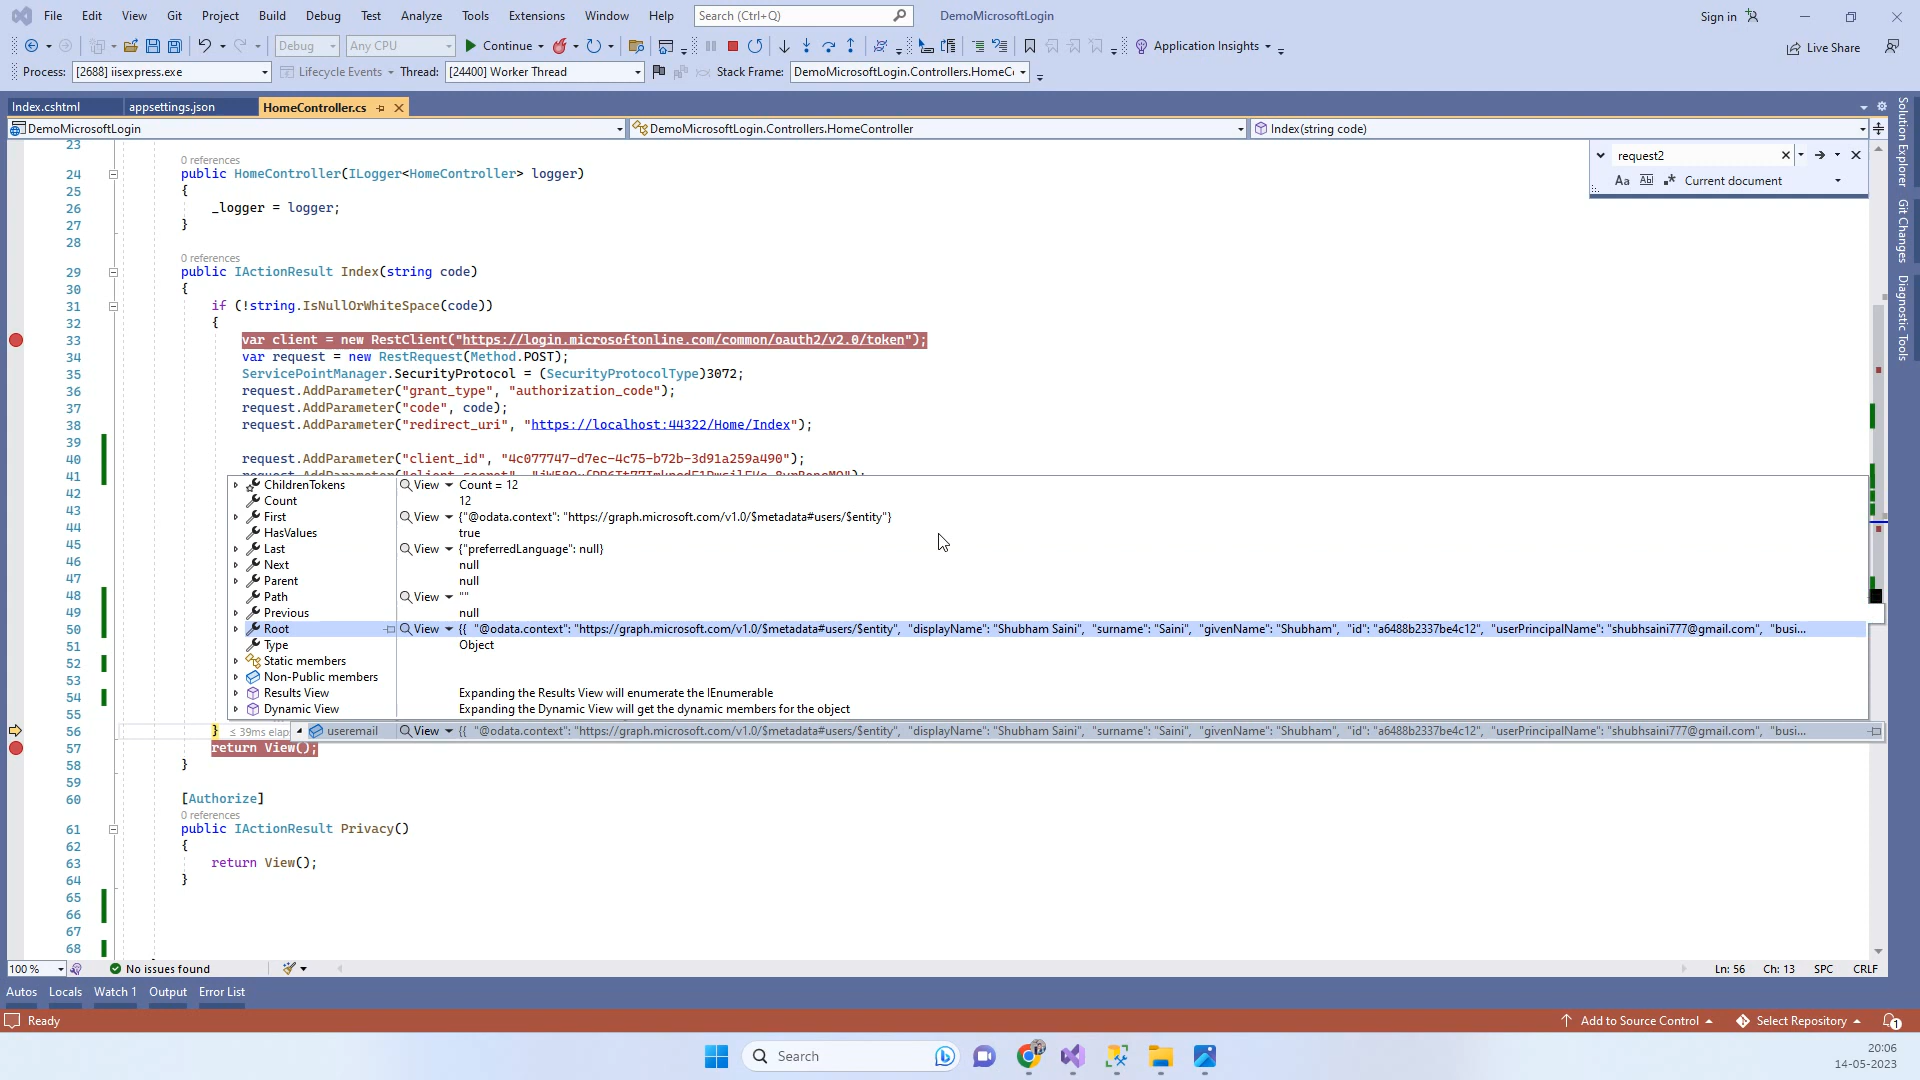 File Edit View Git Project Build Debug Test Analyze Tools Extensions Window Help Search (Ctrl+Q) DemoMicrosoftLogin Sign in
Debug Any CPU Continue Application Insights Live Share
Process: [2688] iisexpress.exe Lifecycle Events Thread: [24400] Worker Thread Stack Frame: DemoMicrosoftLogin.Controllers.HomeC
Index.cshtml appsettings.json HomeController.cs
DemoMicrosoftLogin DemoMicrosoftLogin.Controllers.HomeController Index(string code)
request2
Aa Ab .* Current document
Solution Explorer
Git Changes
Diagnostic Tools
23
0 references
24 public HomeController(ILogger<HomeController> logger)
25 {
26 _logger = logger;
27 }
28
0 references
29 public IActionResult Index(string code)
30 {
31 if (!string.IsNullOrWhiteSpace(code))
32 {
33 var client = new RestClient("https://login.microsoftonline.com/common/oauth2/v2.0/token");
34 var request = new RestRequest(Method.POST);
35 ServicePointManager.SecurityProtocol = (SecurityProtocolType)3072;
36 request.AddParameter("grant_type", "authorization_code");
37 request.AddParameter("code", code);
38 request.AddParameter("redirect_uri", "https://localhost:44322/Home/Index");
39
40 request.AddParameter("client_id", "4c077747-d7ec-4c75-b72b-3d91a259a490");
41
42 ChildrenTokens View Count = 12
Count 12
43 First View {"@odata.context": "https://graph.microsoft.com/v1.0/$metadata#users/$entity"}
44 HasValues true
45 Last View {"preferredLanguage": null}
46 Next null
47 Parent null
48 Path View ""
49 Previous null
50 Root View {{ "@odata.context": "https://graph.microsoft.com/v1.0/$metadata#users/$entity", "displayName": "Shubham Saini", "surname": "Saini", "givenName": "Shubham", "id": "a6488b2337be4c12", "userPrincipalName": "shubhsaini777@gmail.com", "busi...
51 Type Object
52 Static members
53 Non-Public members
54 Results View Expanding the Results View will enumerate the IEnumerable
55 Dynamic View Expanding the Dynamic View will get the dynamic members for the object
56 } ≤ 39ms elap useremail View {{ "@odata.context": "https://graph.microsoft.com/v1.0/$metadata#users/$entity", "displayName": "Shubham Saini", "surname": "Saini", "givenName": "Shubham", "id": "a6488b2337be4c12", "userPrincipalName": "shubhsaini777@gmail.com", "busi...
57 return View();
58 }
59
60 [Authorize]
0 references
61 public IActionResult Privacy()
62 {
63 return View();
64 }
65
66
67
68
100 % No issues found Ln: 56 Ch: 13 SPC CRLF
Autos Locals Watch 1 Output Error List
Ready Add to Source Control Select Repository 1
Search
20:06
14-05-2023